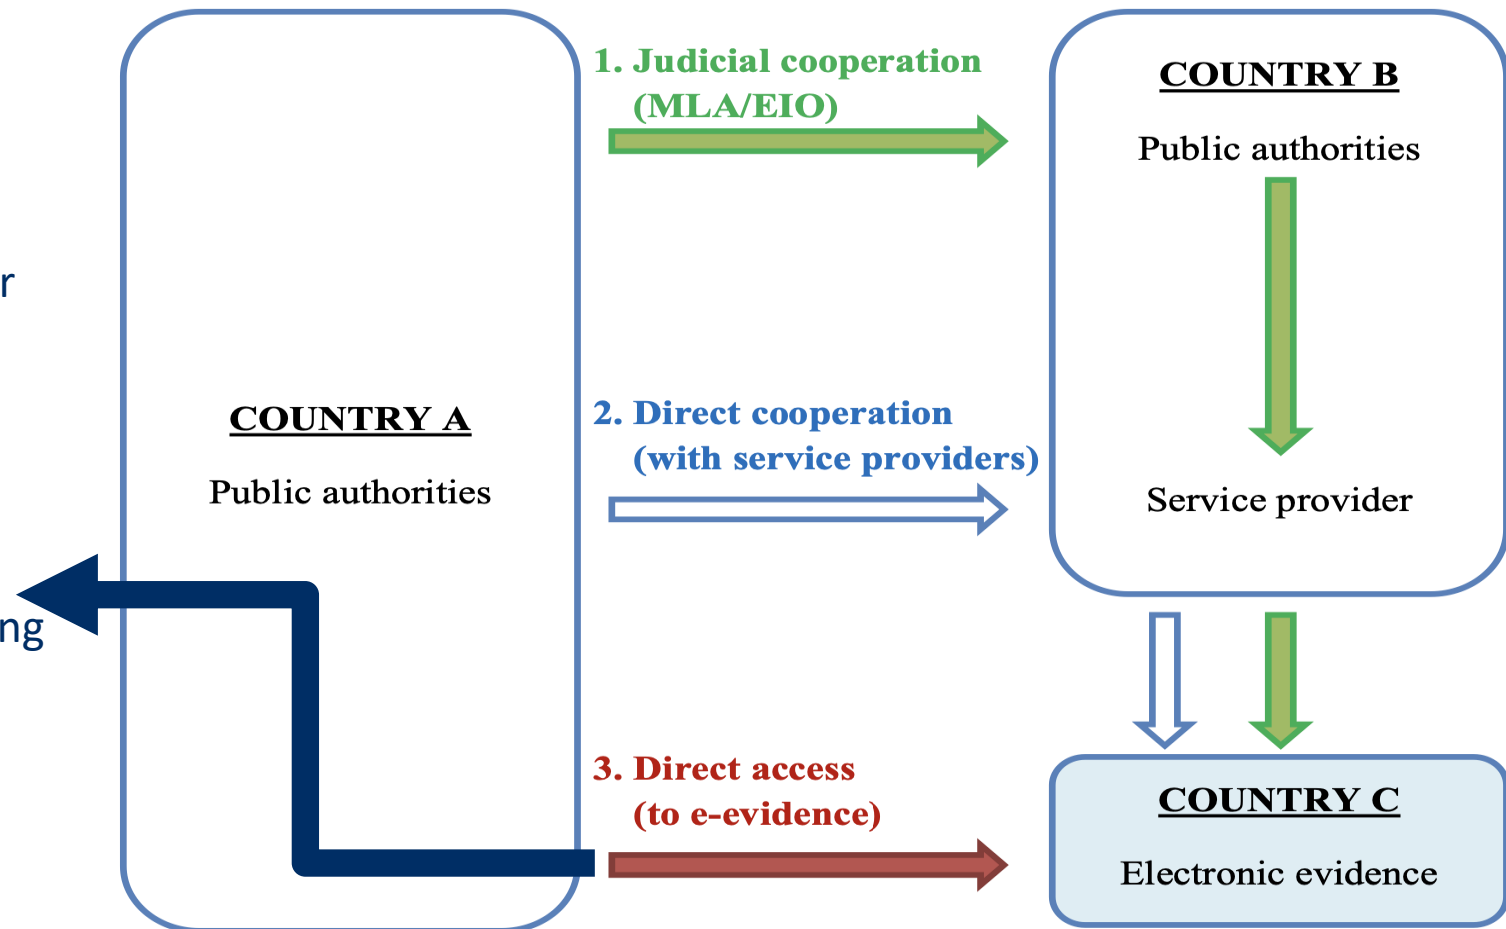 r
ng
COUNTRY A
Public authorities
1. Judicial cooperation
(MLA/EIO)
2. Direct cooperation
(with service providers)
3. Direct access
(to e-evidence)
COUNTRY B
Public authorities
Service provider
COUNTRY C
Electronic evidence